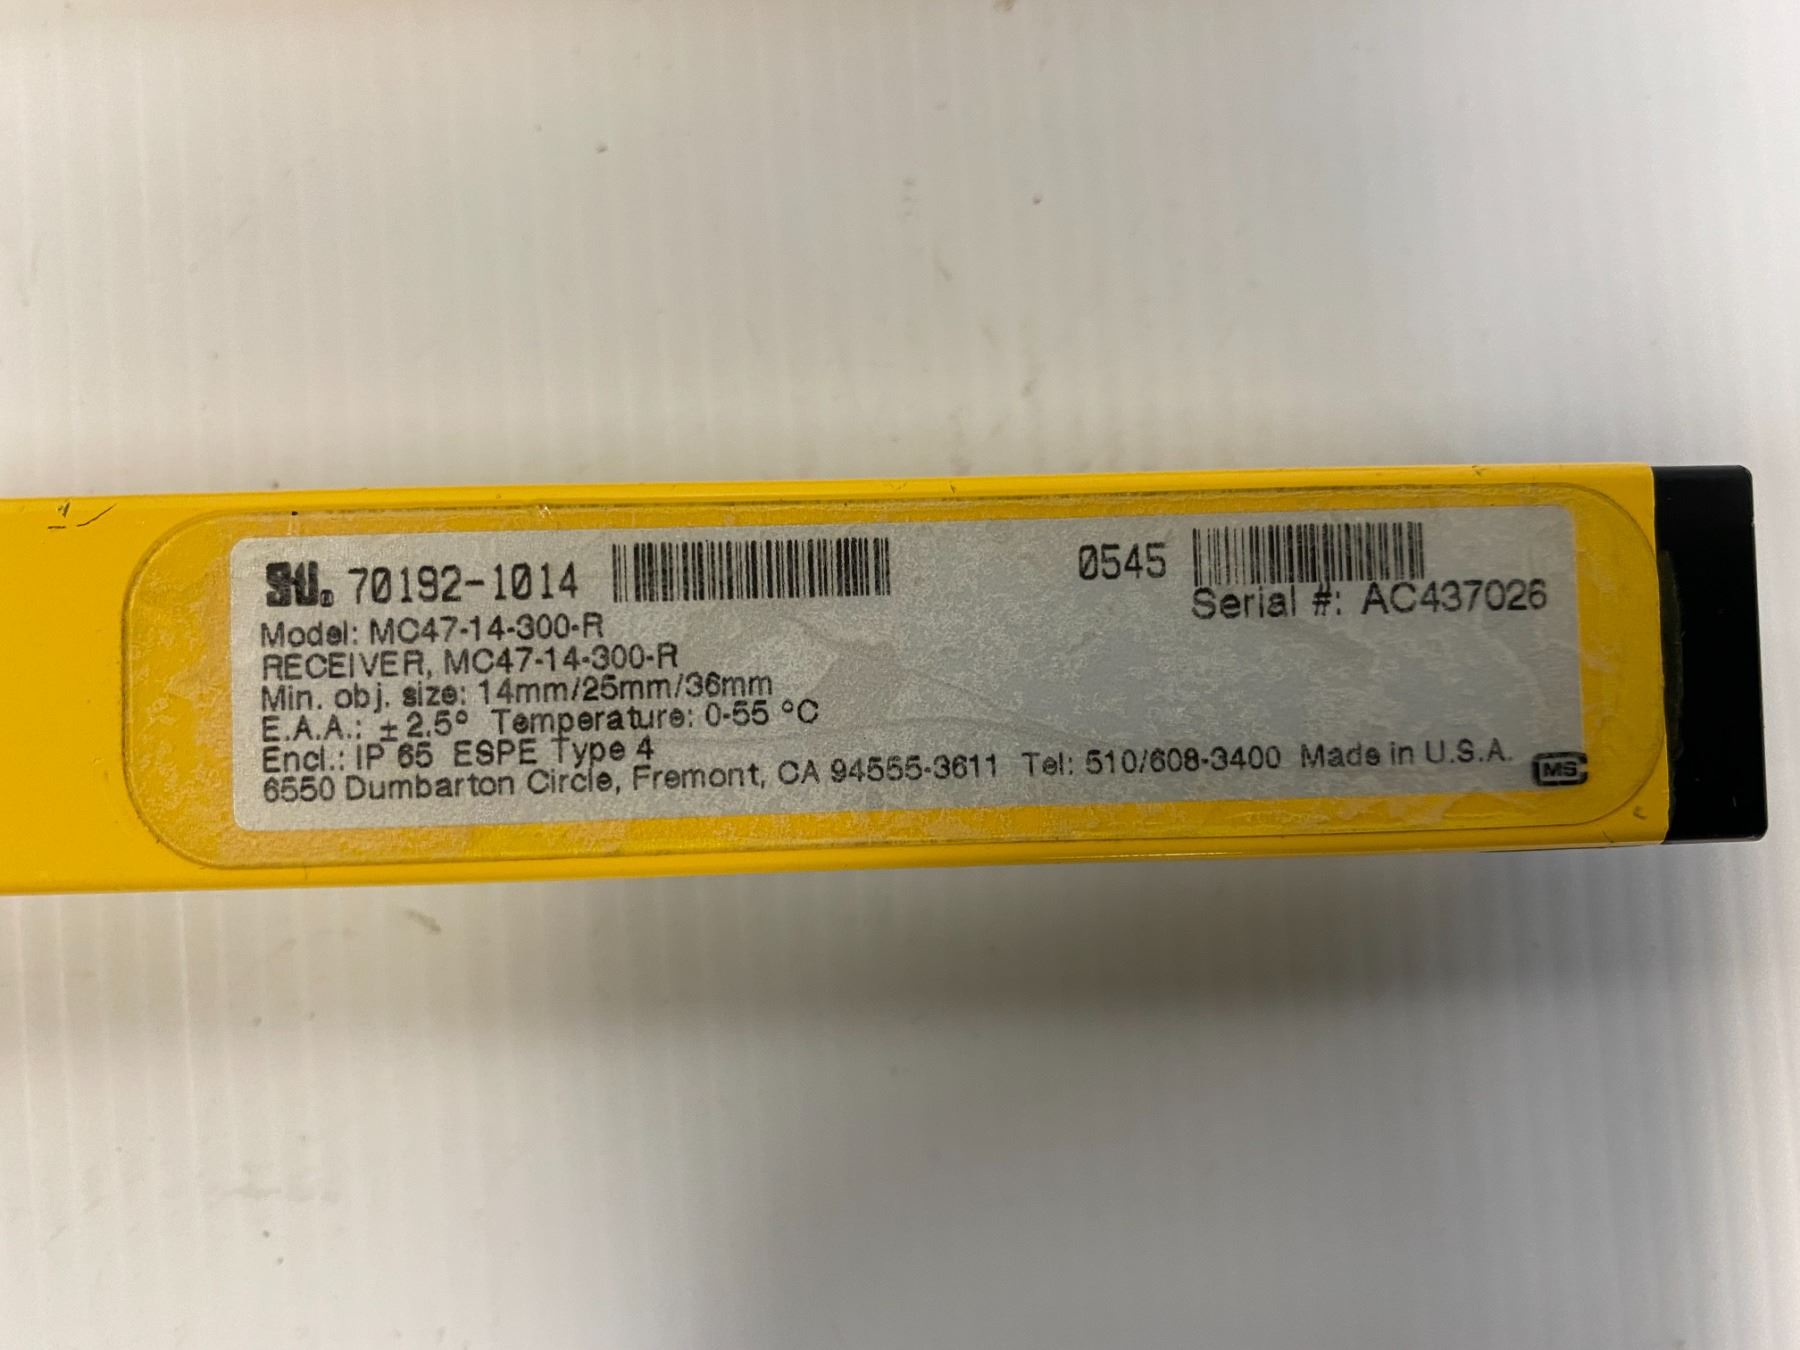 STI® 70192-1014 0545
Serial #: AC437026
Model: MC47-14-300-R
RECEIVER, MC47-14-300-R
Min. obj. size: 14mm/25mm/36mm
E.A.A.: ±2.5° Temperature: 0-55 °C
Encl.: IP 65 ESPE Type 4
6550 Dumbarton Circle, Fremont, CA 94555-3611 Tel: 510/608-3400 Made in U.S.A.
MS